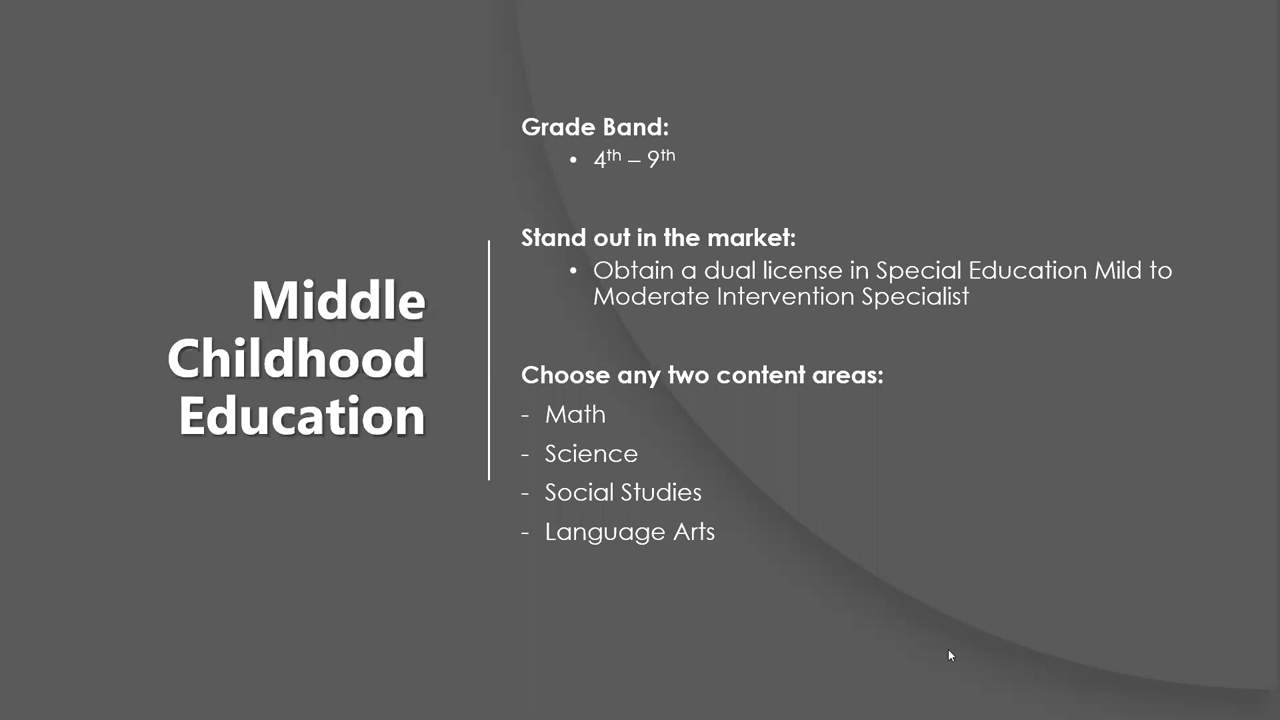 Middle
Childhood
Education
Grade Band:
• 4th – 9th
Stand out in the market:
• Obtain a dual license in Special Education Mild to
Moderate Intervention Specialist
Choose any two content areas:
- Math
- Science
- Social Studies
- Language Arts